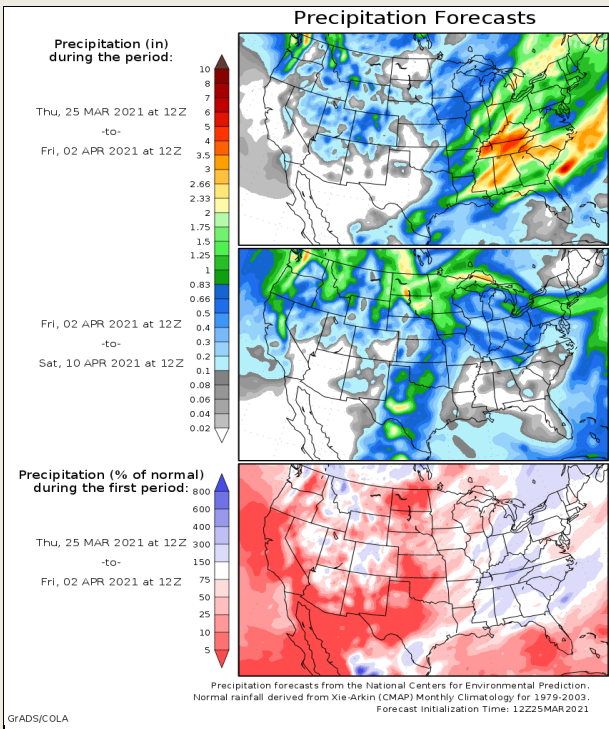 Precipitation Forecasts
Precipitation (in)
during the period:
Thu, 25 MAR 2021 at 12Z
-to-
Fri, 02 APR 2021 at 12Z
10
8
7
6
5
4
3.5
3
2.66
2.33
2
1.75
1.5
1.25
1
0.83
0.66
0.5
0.4
0.3
0.2
0.1
0.08
0.06
0.04
0.02
Fri, 02 APR 2021 at 12Z
-to-
Sat, 10 APR 2021 at 12Z
Precipitation (% of normal)
during the first period:
Thu, 25 MAR 2021 at 12Z
-to-
Fri, 02 APR 2021 at 12Z
800
600
400
300
150
75
50
25
10
5
Precipitation forecasts from the National Centers for Environmental Prediction.
Normal rainfall derived from Xie-Arkin (CMAP) Monthly Climatology for 1979-2003.
Forecast Initialization Time: 12Z25MAR2021
GrADS/COLA